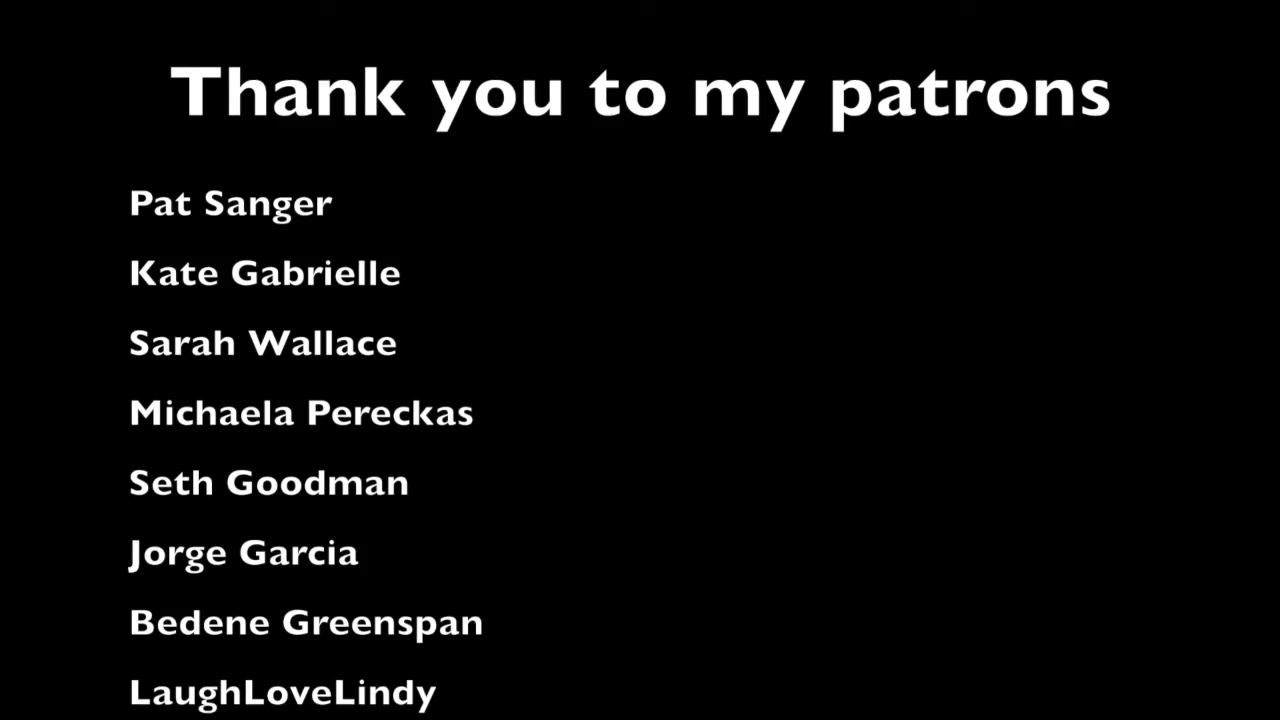 Thank you to my patrons
Pat Sanger
Kate Gabrielle
Sarah Wallace
Michaela Pereckas
Seth Goodman
Jorge Garcia
Bedene Greenspan
LaughLoveLindy